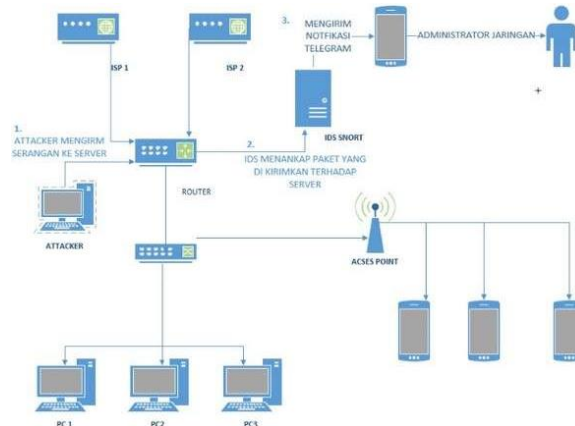 ISP 1
ISP 2
3.
MENGIRIM
NOTFIKASI
TELEGRAM
ADMINISTRATOR JARINGAN
IDS SNORT
1.
ATTACKER MENGIRM
SERANGAN KE SERVER
2.
IDS MENANKAP PAKET YANG
DI KIRIMKAN TERHADAP
SERVER
ROUTER
ATTACKER
ACSES POINT
PC 1
PC2
PC3